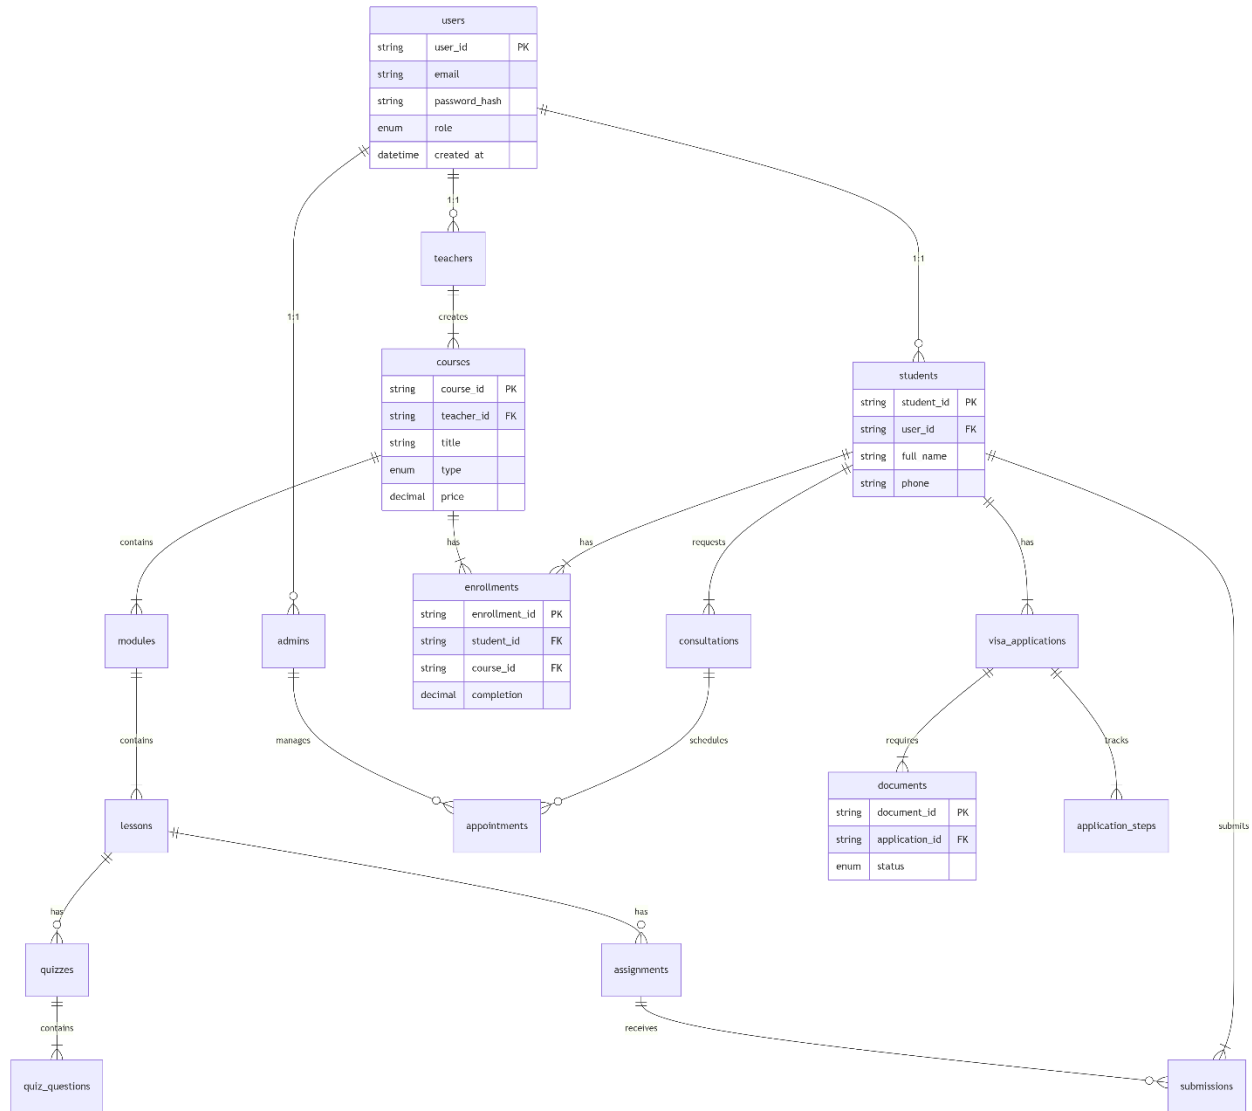 users
string user_id PK
string email
string password_hash
enum role
datetime created_at
1:1
teachers
1:1
1:1
creates
courses
string course_id PK
string teacher_id FK
string title
enum type
decimal price
students
string student_id PK
string user_id FK
string full_name
string phone
contains
has
has
requests
has
enrollments
string enrollment_id PK
string student_id FK
string course_id FK
decimal completion
modules
admins
consultations
visa_applications
contains
manages
schedules
requires
tracks
documents
string document_id PK
string application_id FK
enum status
lessons
appointments
application_steps
submits
has
has
quizzes
assignments
contains
receives
quiz_questions
submissions